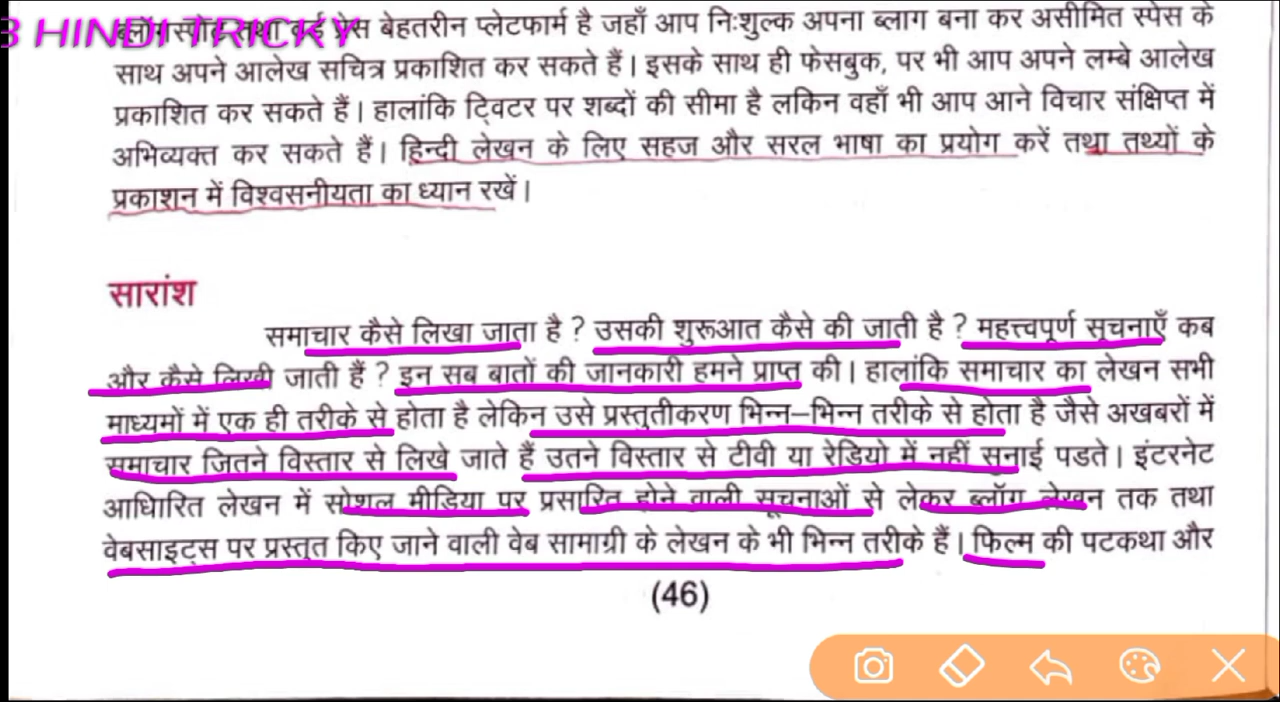 3 HINDI TRICKY
ब्लॉगस्पॉट तथा वर्ड प्रेस बेहतरीन प्लेटफार्म है जहाँ आप निःशुल्क अपना ब्लाग बना कर असीमित स्पेस के
साथ अपने आलेख सचित्र प्रकाशित कर सकते हैं। इसके साथ ही फेसबुक, पर भी आप अपने लम्बे आलेख
प्रकाशित कर सकते हैं। हालांकि ट्विटर पर शब्दों की सीमा है लकिन वहाँ भी आप आने विचार संक्षिप्त में
अभिव्यक्त कर सकते हैं। हिन्दी लेखन के लिए सहज और सरल भाषा का प्रयोग करें तथा तथ्यों के
प्रकाशन में विश्वसनीयता का ध्यान रखें।
सारांश
समाचार कैसे लिखा जाता है ? उसकी शुरूआत कैसे की जाती है ? महत्त्वपूर्ण सूचनाएँ कब
और कैसे लिखी जाती हैं ? इन सब बातों की जानकारी हमने प्राप्त की। हालांकि समाचार का लेखन सभी
माध्यमों में एक ही तरीके से होता है लेकिन उसे प्रस्तुतीकरण भिन्न–भिन्न तरीके से होता है जैसे अखबरों में
समाचार जितने विस्तार से लिखे जाते हैं उतने विस्तार से टीवी या रेडियो में नहीं सुनाई पडते। इंटरनेट
आधिारित लेखन में सोशल मीडिया पर प्रसारित होने वाली सूचनाओं से लेकर ब्लॉग लेखन तक तथा
वेबसाइट्स पर प्रस्तुत किए जाने वाली वेब सामाग्री के लेखन के भी भिन्न तरीके हैं। फिल्म की पटकथा और
(46)